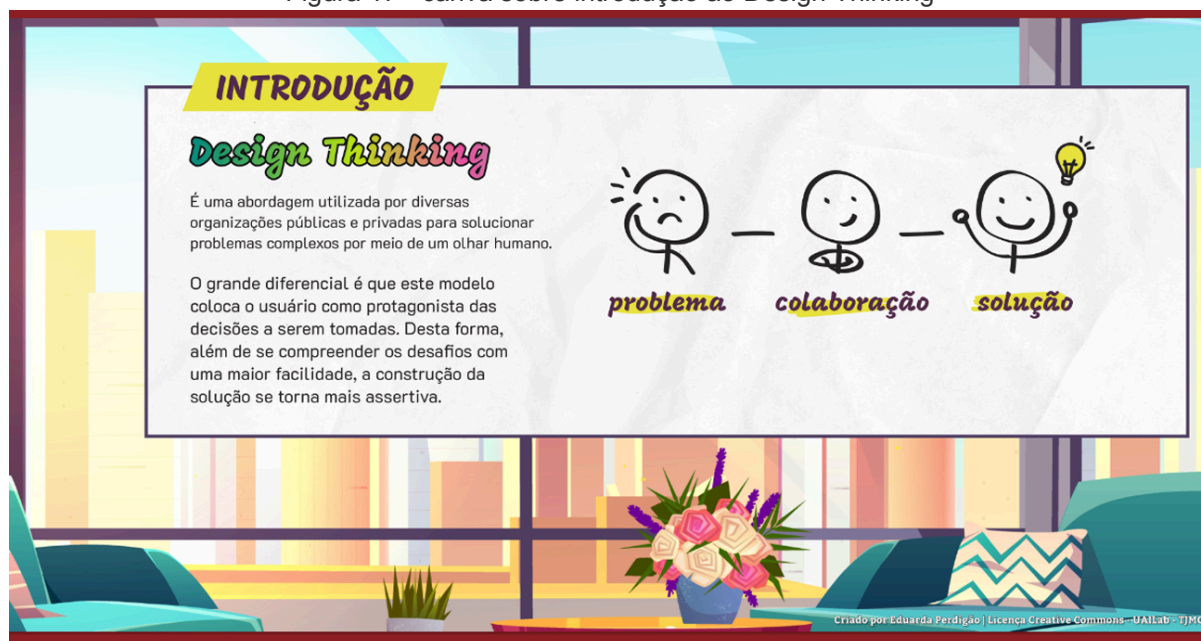 INTRODUÇÃO
Design Thinking
É uma abordagem utilizada por diversas
organizações públicas e privadas para solucionar
problemas complexos por meio de um olhar humano.
O grande diferencial é que este modelo
coloca o usuário como protagonista das
decisões a serem tomadas. Desta forma,
além de se compreender os desafios com
uma maior facilidade, a construção da
solução se torna mais assertiva.
problema colaboração solução
Criado por Eduarda Perdigão | Licença Creative Commons - UAILab - TJM